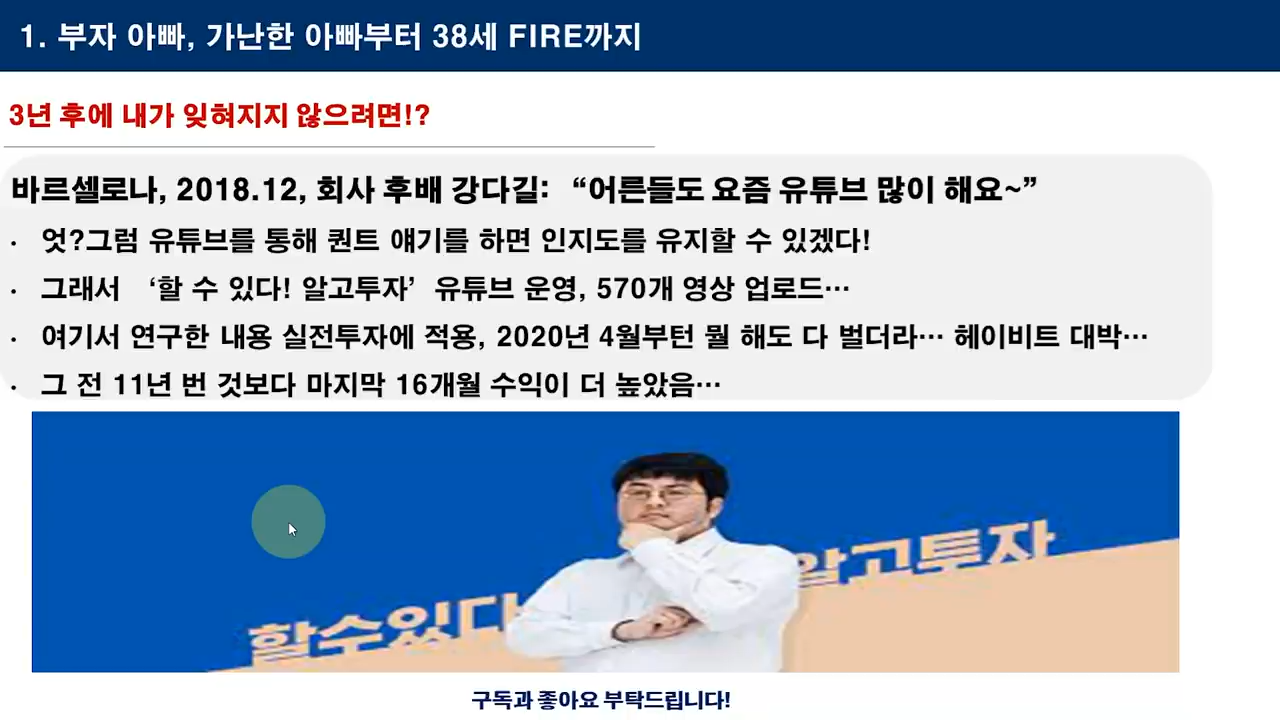 1. 부자 아빠, 가난한 아빠부터 38세 FIRE까지
3년 후에 내가 잊혀지지 않으려면!?
바르셀로나, 2018.12, 회사 후배 강다길: “어른들도 요즘 유튜브 많이 해요~”
· 엇?그럼 유튜브를 통해 퀀트 얘기를 하면 인지도를 유지할 수 있겠다!
· 그래서 ‘할 수 있다! 알고투자’ 유튜브 운영, 570개 영상 업로드…
· 여기서 연구한 내용 실전투자에 적용, 2020년 4월부턴 뭘 해도 다 벌더라… 헤이비트 대박…
· 그 전 11년 번 것보다 마지막 16개월 수익이 더 높았음…
할수있다
알고투자
구독과 좋아요 부탁드립니다!